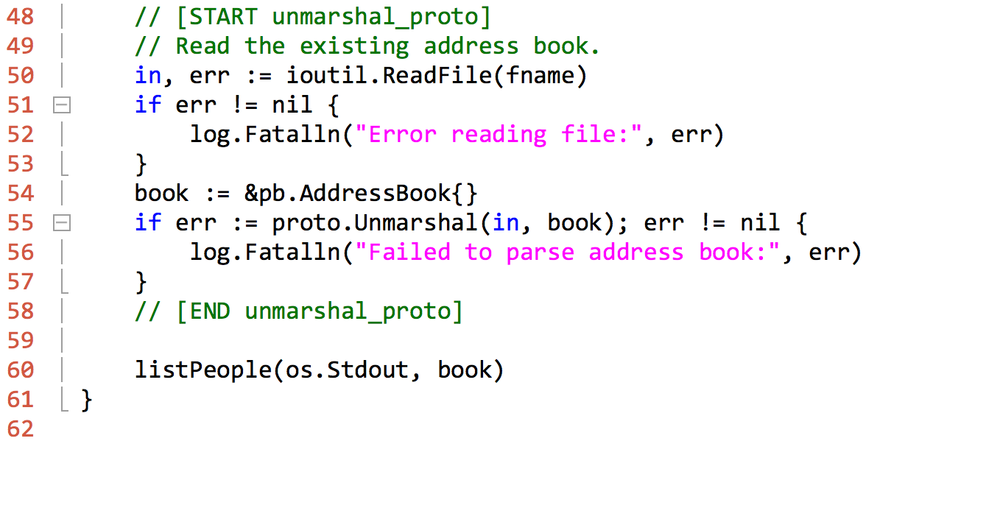 48 // [START unmarshal_proto]
49 // Read the existing address book.
50 in, err := ioutil.ReadFile(fname)
51 if err != nil {
52 log.Fatalln("Error reading file:", err)
53 }
54 book := &pb.AddressBook{}
55 if err := proto.Unmarshal(in, book); err != nil {
56 log.Fatalln("Failed to parse address book:", err)
57 }
58 // [END unmarshal_proto]
59
60 listPeople(os.Stdout, book)
61 }
62